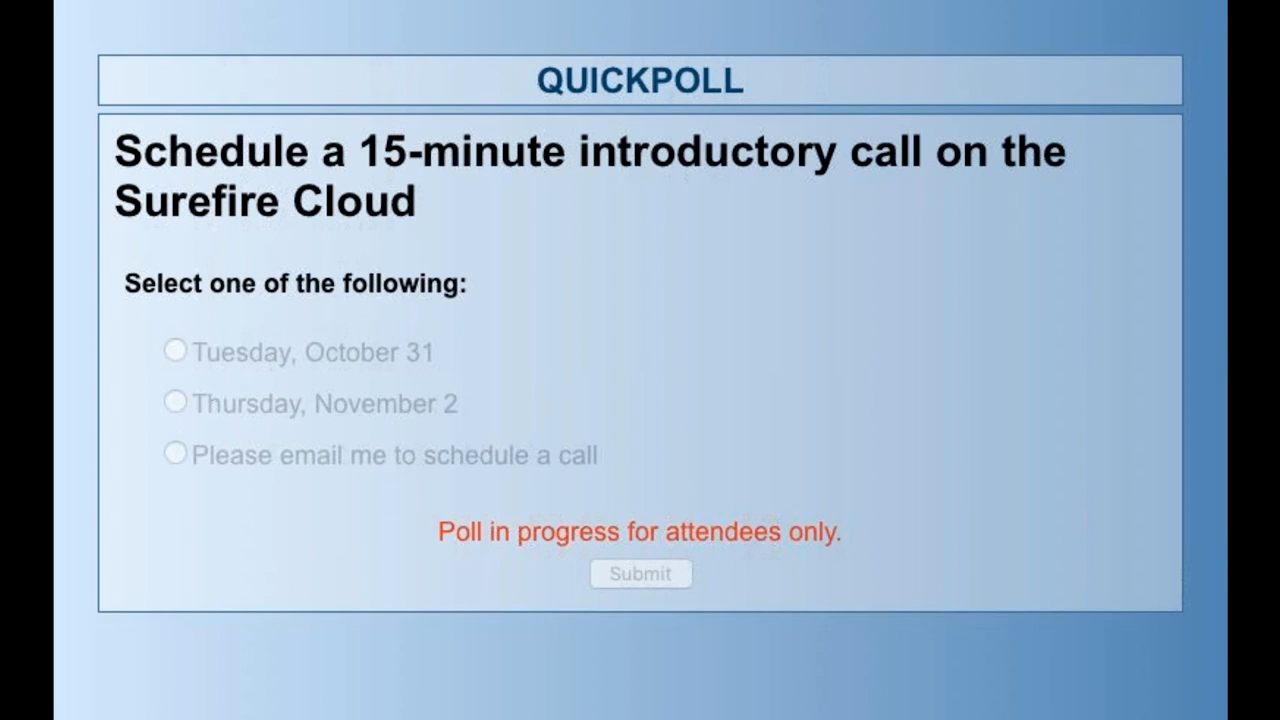 QUICKPOLL
Schedule a 15-minute introductory call on the
Surefire Cloud
Select one of the following:
Tuesday, October 31
Thursday, November 2
Please email me to schedule a call
Poll in progress for attendees only.
Submit